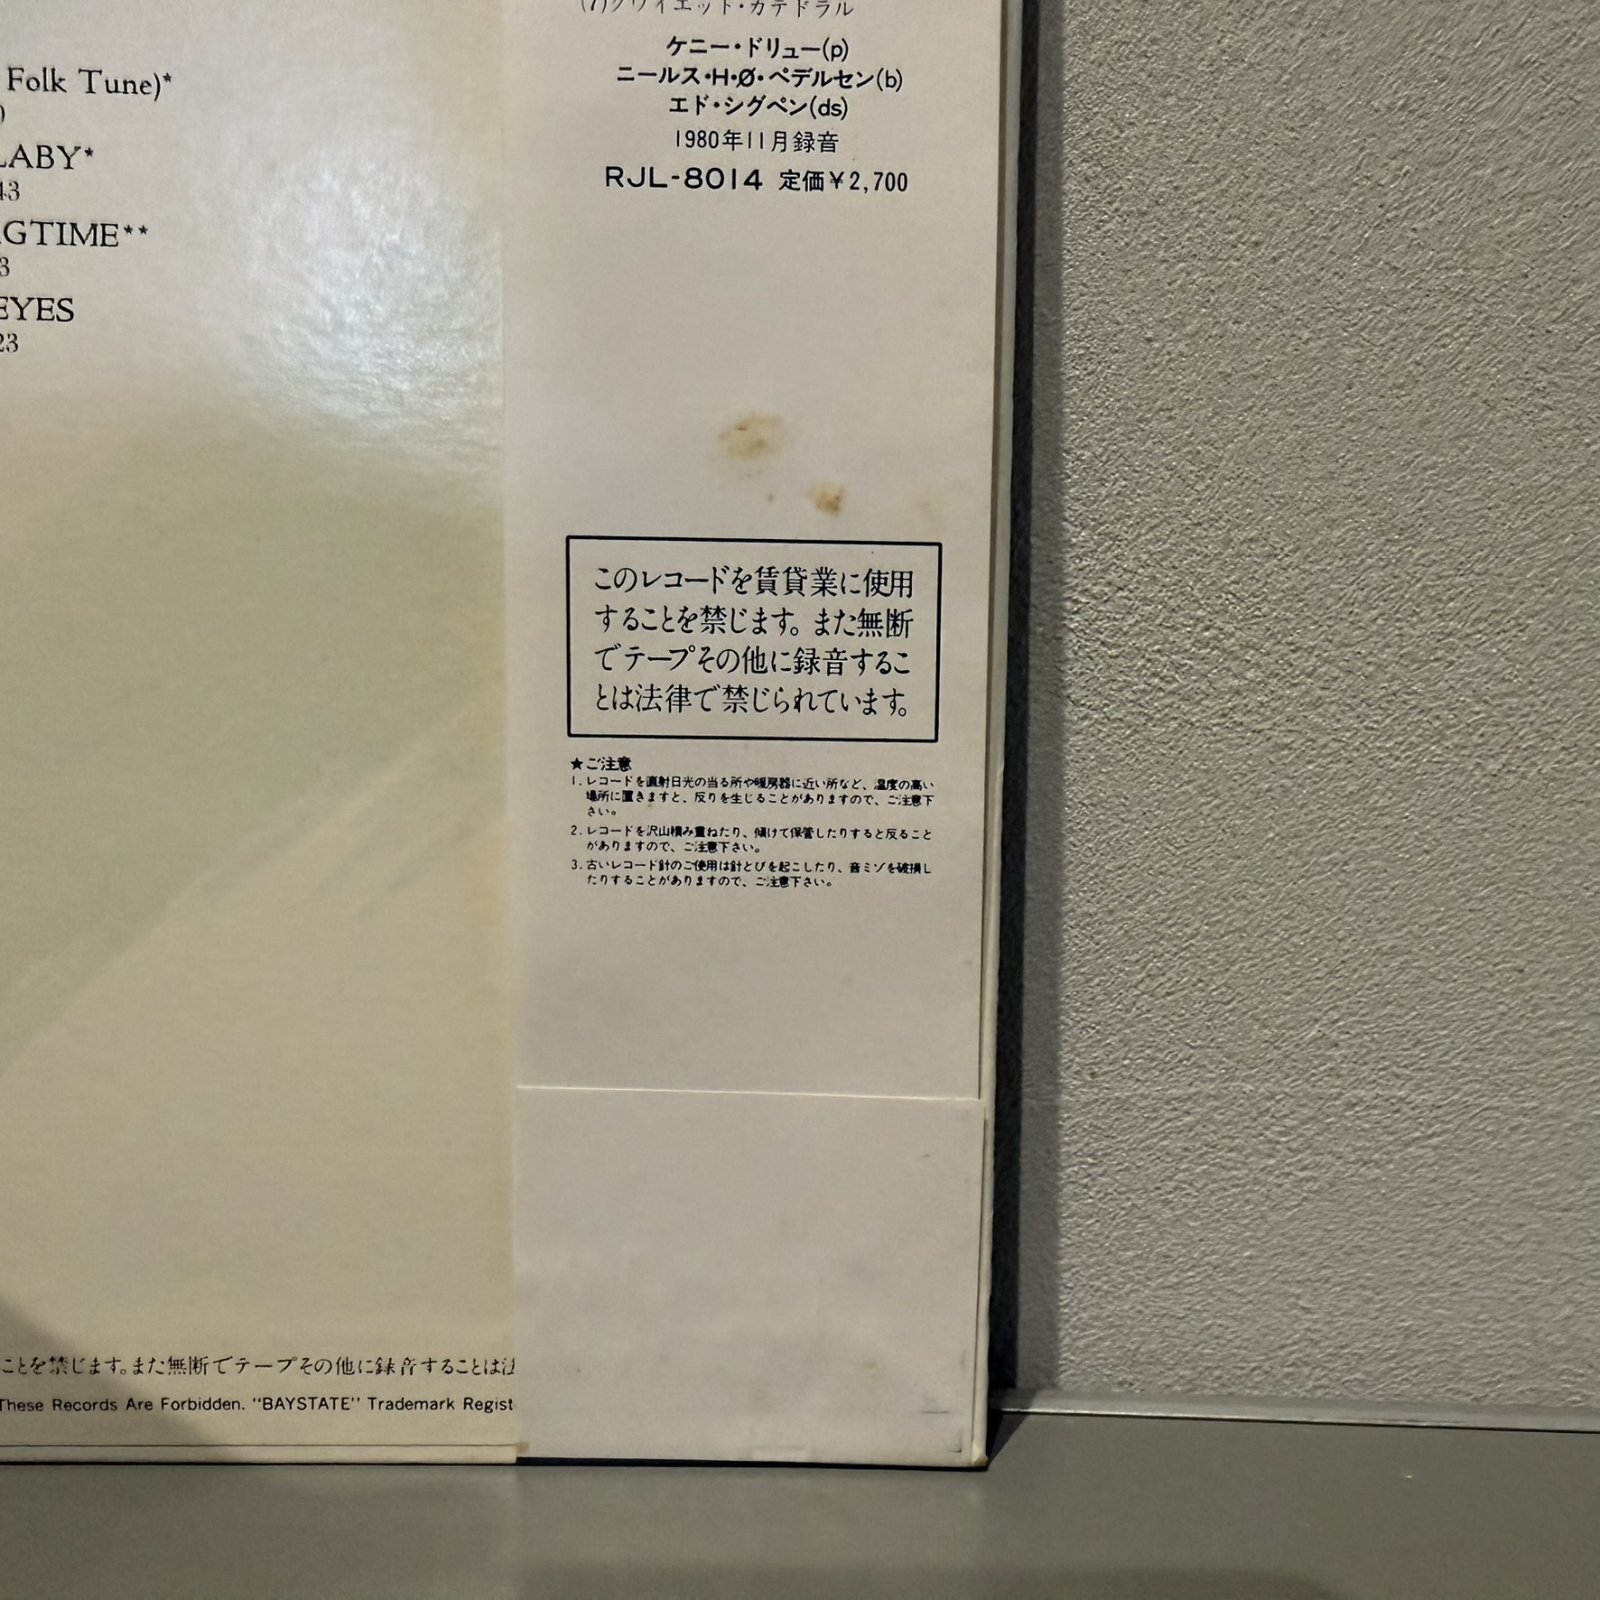 Folk Tune)*
LABY*
43
GTIME**
3
EYES
23
(7)クワイエット・カテドラル
ケニー・ドリュー(p)
ニールス・H・Ø・ペデルセン(b)
エド・シグペン(ds)
1980年11月録音
RJL-8014 定価￥2,700
このレコードを賃貸業に使用
することを禁じます。また無断
でテープその他に録音するこ
とは法律で禁じられています。
★ご注意
1. レコードを直射日光の当る所や暖房器に近い所など、温度の高い
場所に置きますと、反りを生じることがありますので、ご注意下
さい。
2. レコードを沢山積み重ねたり、傾けて保管したりすると反ること
がありますので、ご注意下さい。
3. 古いレコード針のご使用は針とびを起こしたり、音ミゾを破損し
たりすることがありますので、ご注意下さい。
ことを禁じます。また無断でテープその他に録音することは法
These Records Are Forbidden. "BAYSTATE" Trademark Regist